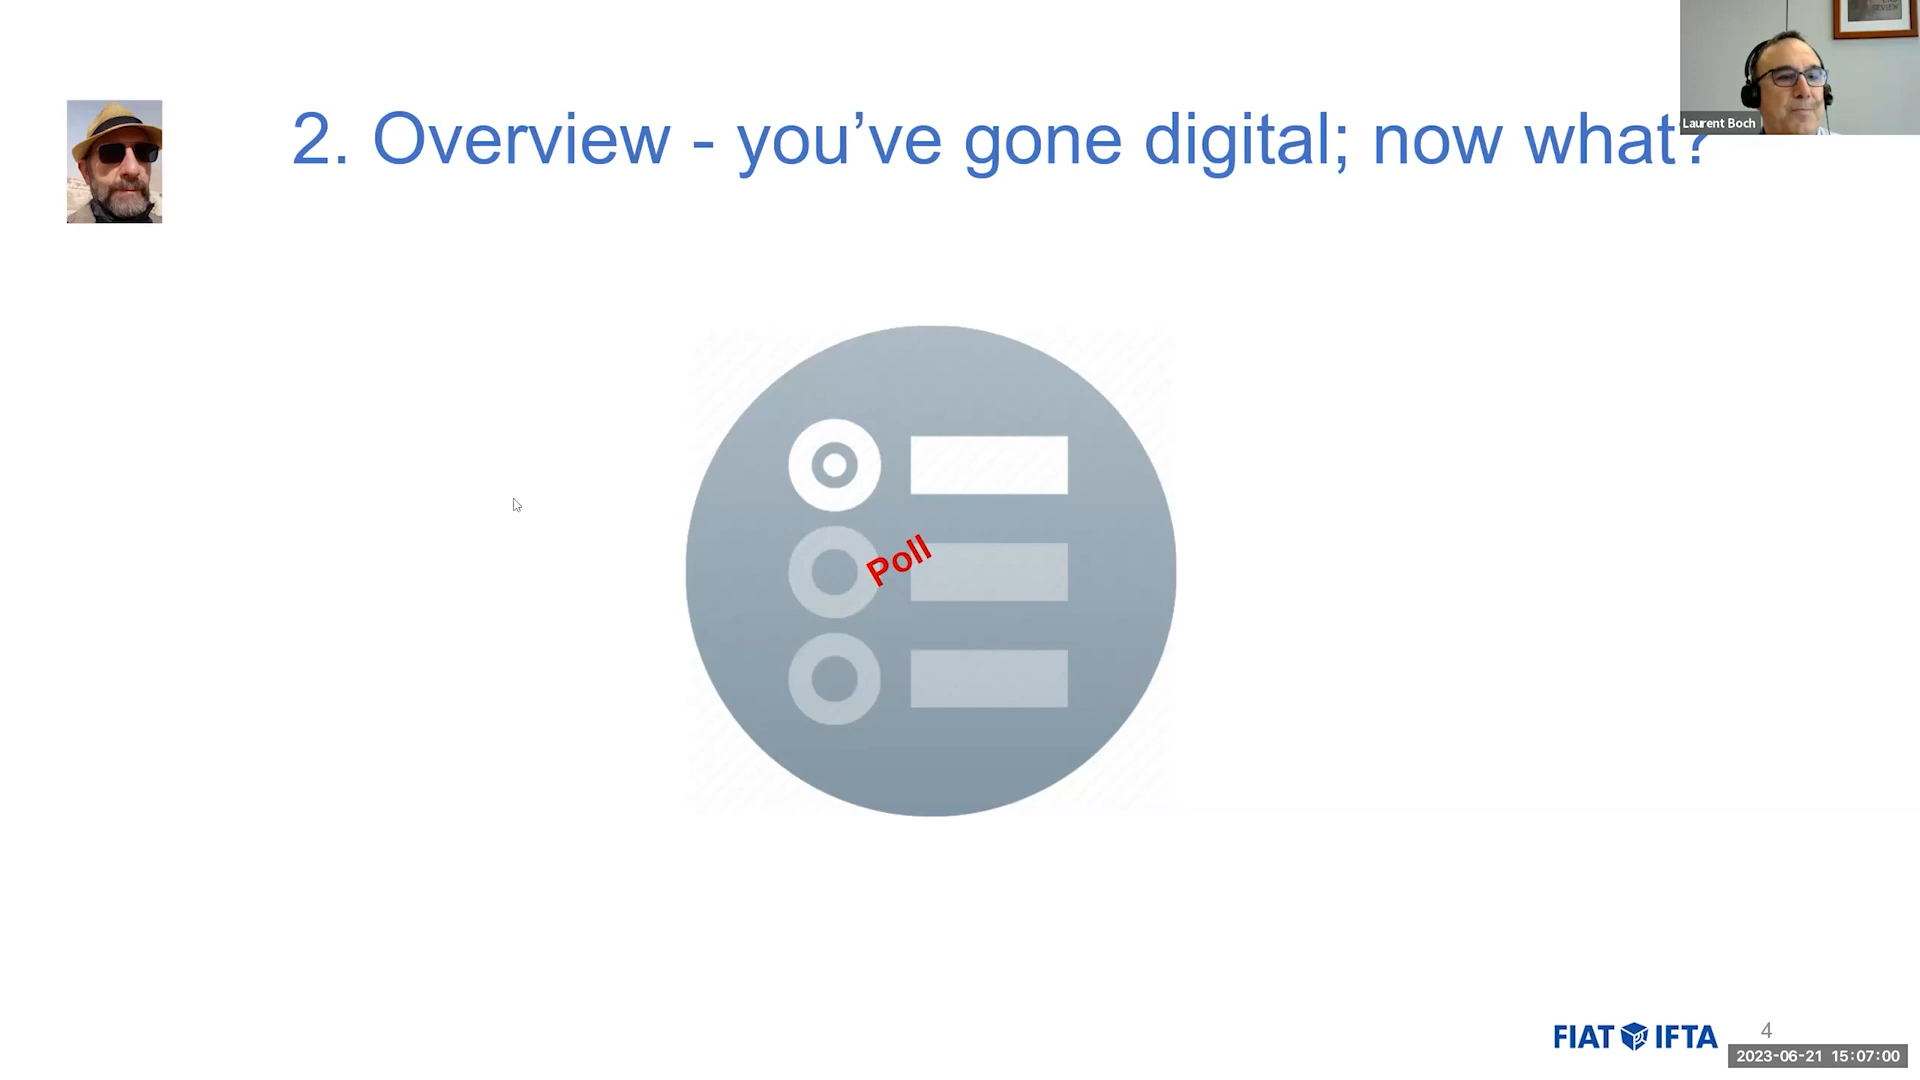 2. Overview - you’ve gone digital; now what?
Laurent Boch
Poll
FIAT IFTA
4
2023-06-21 15:07:00